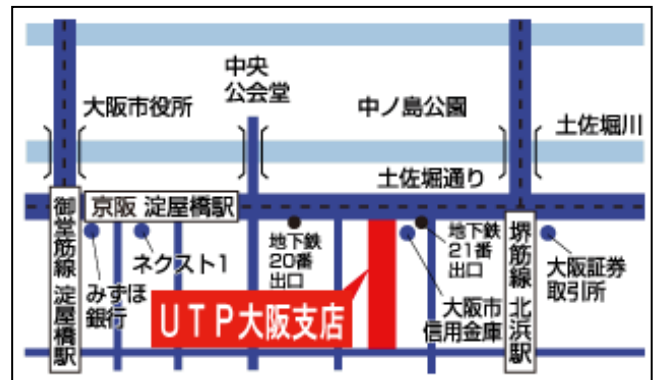 中央
公会堂
大阪市役所
中ノ島公園
土佐堀川
土佐堀通り
御堂筋線 淀屋橋駅
京阪 淀屋橋駅
みずほ
銀行
ネクスト1
地下鉄
20番
出口
UTP大阪支店
地下鉄
21番
出口
大阪市
信用金庫
堺筋線 北浜駅
大阪証券
取引所